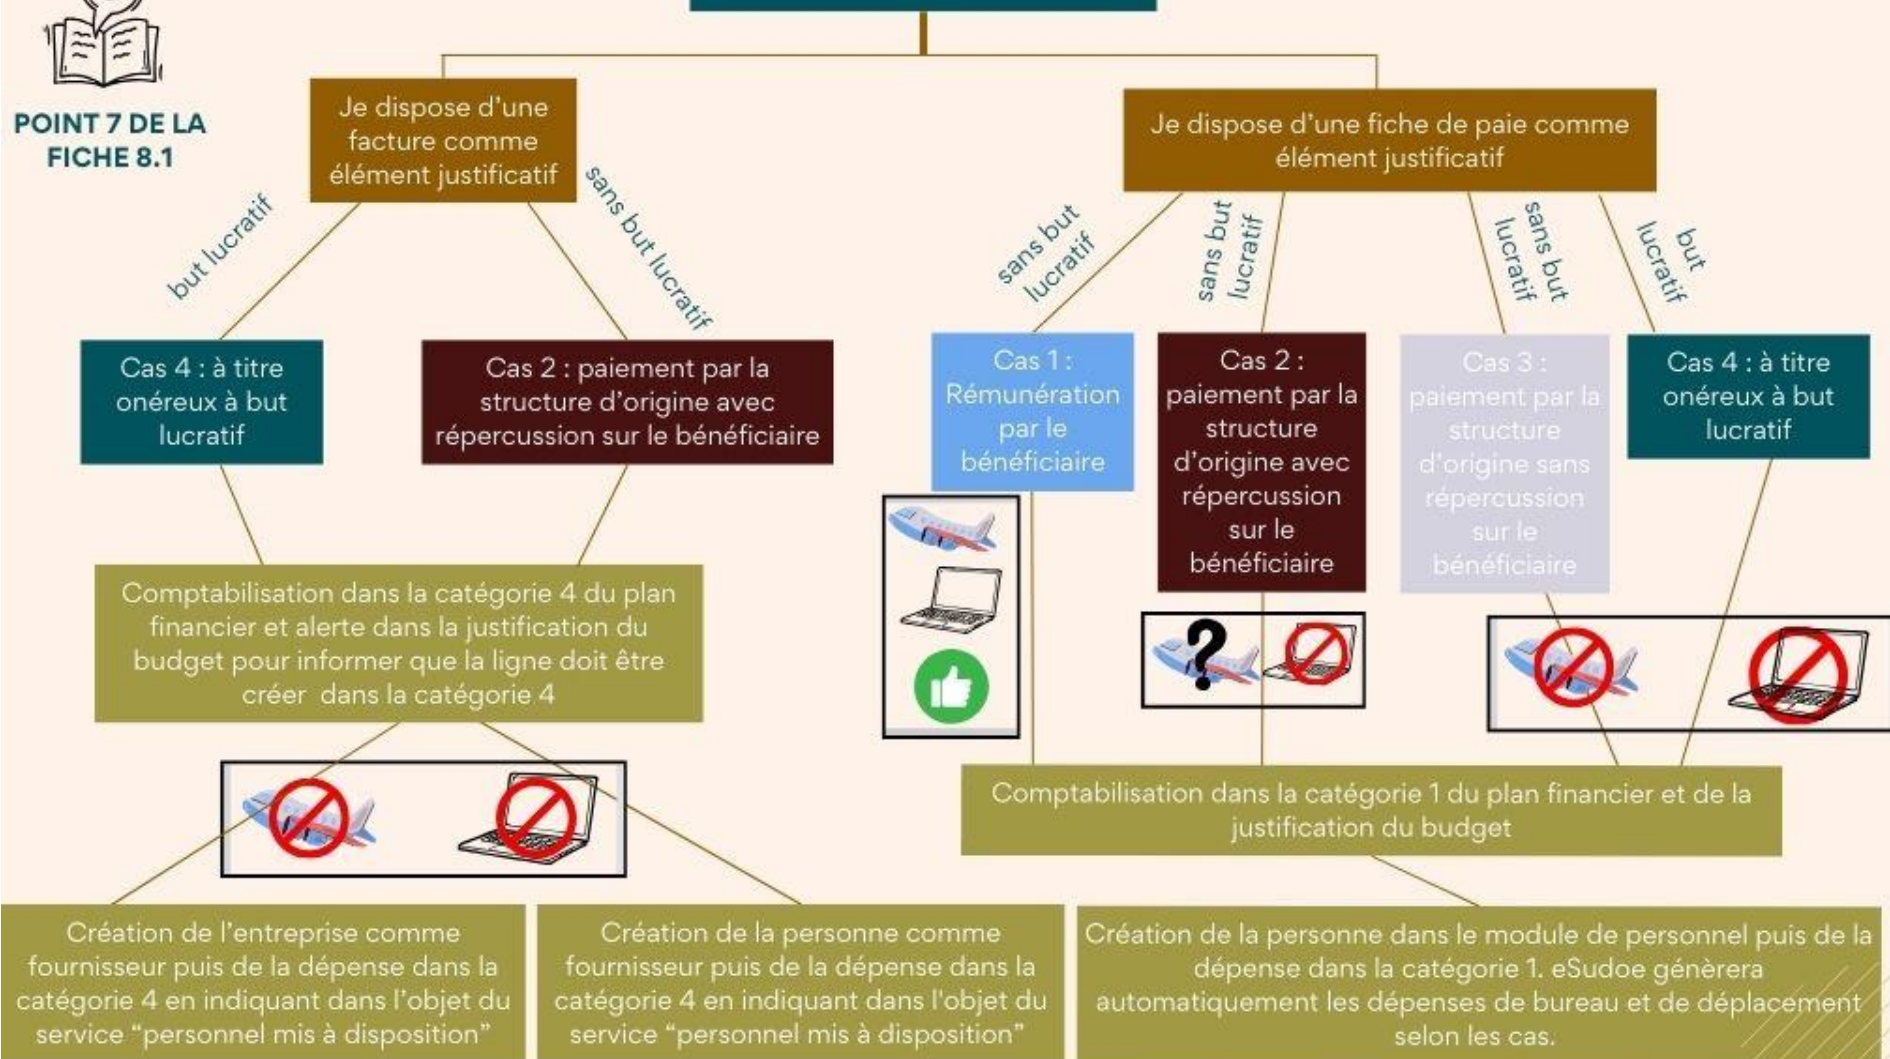 POINT 7 DE LA
FICHE 8.1
Je dispose d'une
facture comme
élément justificatif
Je dispose d'une fiche de paie comme
élément justificatif
but lucratif
sans but lucratif
sans but
lucratif
sans but
lucratif
sans but
lucratif
but
lucratif
Cas 4 : à titre
onéreux à but
lucratif
Cas 2 : paiement par la
structure d'origine avec
répercussion sur le bénéficiaire
Cas 1 :
Rémunération
par le
bénéficiaire
Cas 2 :
paiement par la
structure
d'origine avec
répercussion
sur le
bénéficiaire
Cas 3 :
paiement par la
structure
d'origine sans
répercussion
sur le
bénéficiaire
Cas 4 : à titre
onéreux à but
lucratif
Comptabilisation dans la catégorie 4 du plan
financier et alerte dans la justification du
budget pour informer que la ligne doit être
créer dans la catégorie 4
?
Comptabilisation dans la catégorie 1 du plan financier et de la
justification du budget
Création de l'entreprise comme
fournisseur puis de la dépense dans la
catégorie 4 en indiquant dans l'objet du
service "personnel mis à disposition"
Création de la personne comme
fournisseur puis de la dépense dans la
catégorie 4 en indiquant dans l'objet du
service "personnel mis à disposition"
Création de la personne dans le module de personnel puis de la
dépense dans la catégorie 1. eSudoe génèrera
automatiquement les dépenses de bureau et de déplacement
selon les cas.